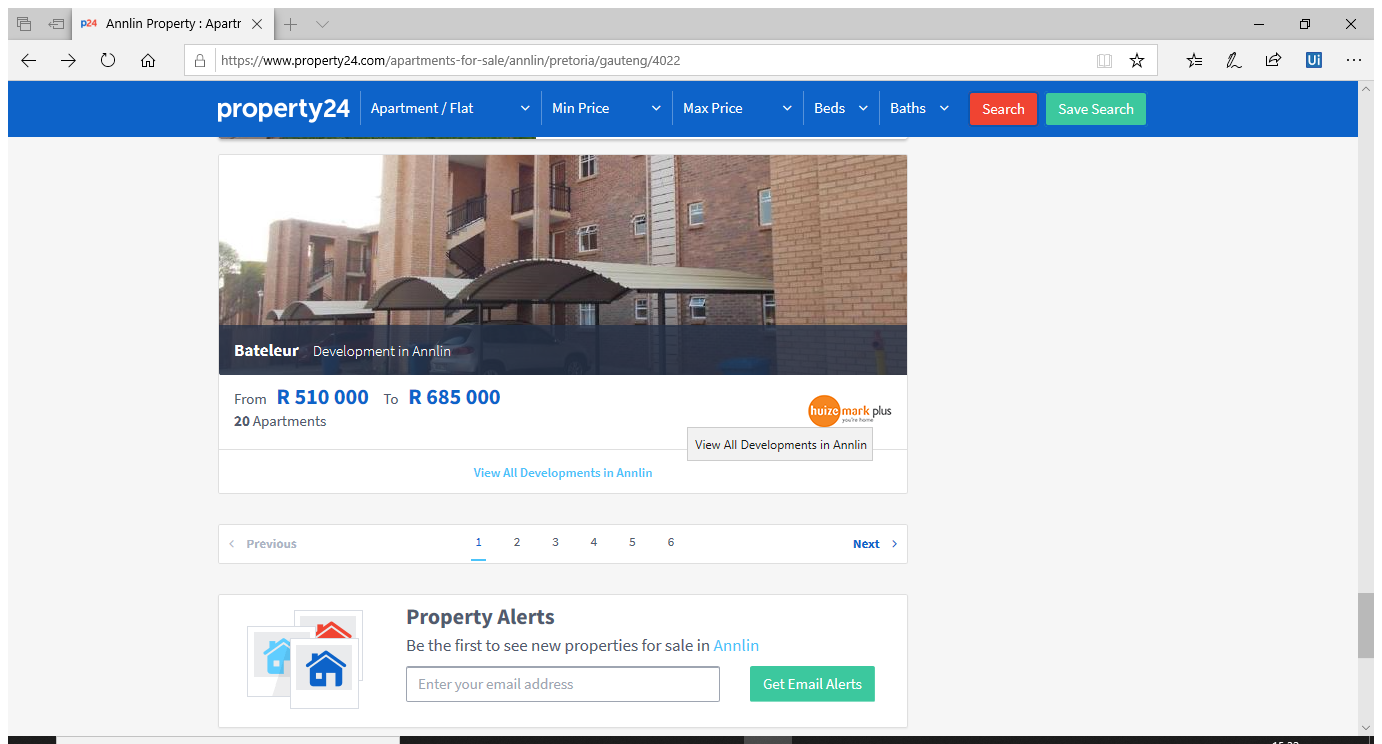 p24 Annlin Property : Apartr
https://www.property24.com/apartments-for-sale/annlin/pretoria/gauteng/4022
Ui
property24 Apartment / Flat Min Price Max Price Beds Baths Search Save Search
Bateleur Development in Annlin
From R 510 000 To R 685 000
20 Apartments
huizemark plus
you're home
View All Developments in Annlin
View All Developments in Annlin
Previous 1 2 3 4 5 6 Next
Property Alerts
Be the first to see new properties for sale in Annlin
Enter your email address Get Email Alerts